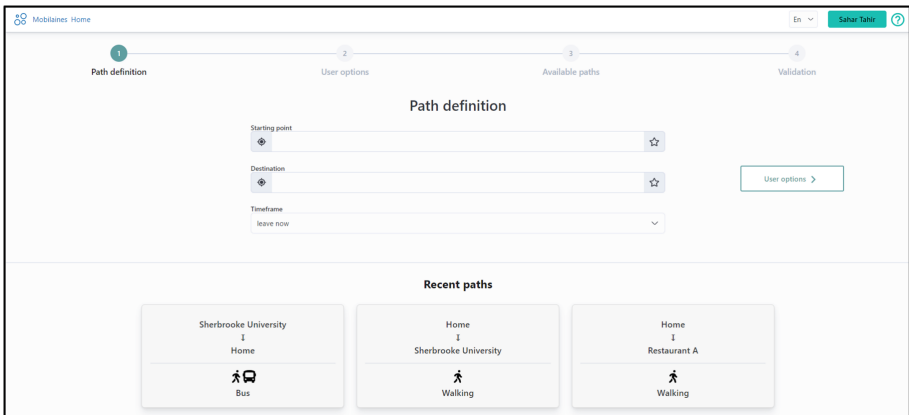 Mobilaines Home En Sahar Tahir ?
1 2 3 4
Path definition User options Available paths Validation
Path definition
Starting point
Destination
User options
Timeframe
leave now
Recent paths
Sherbrooke University Home Home
Home Sherbrooke University Restaurant A
Bus Walking Walking